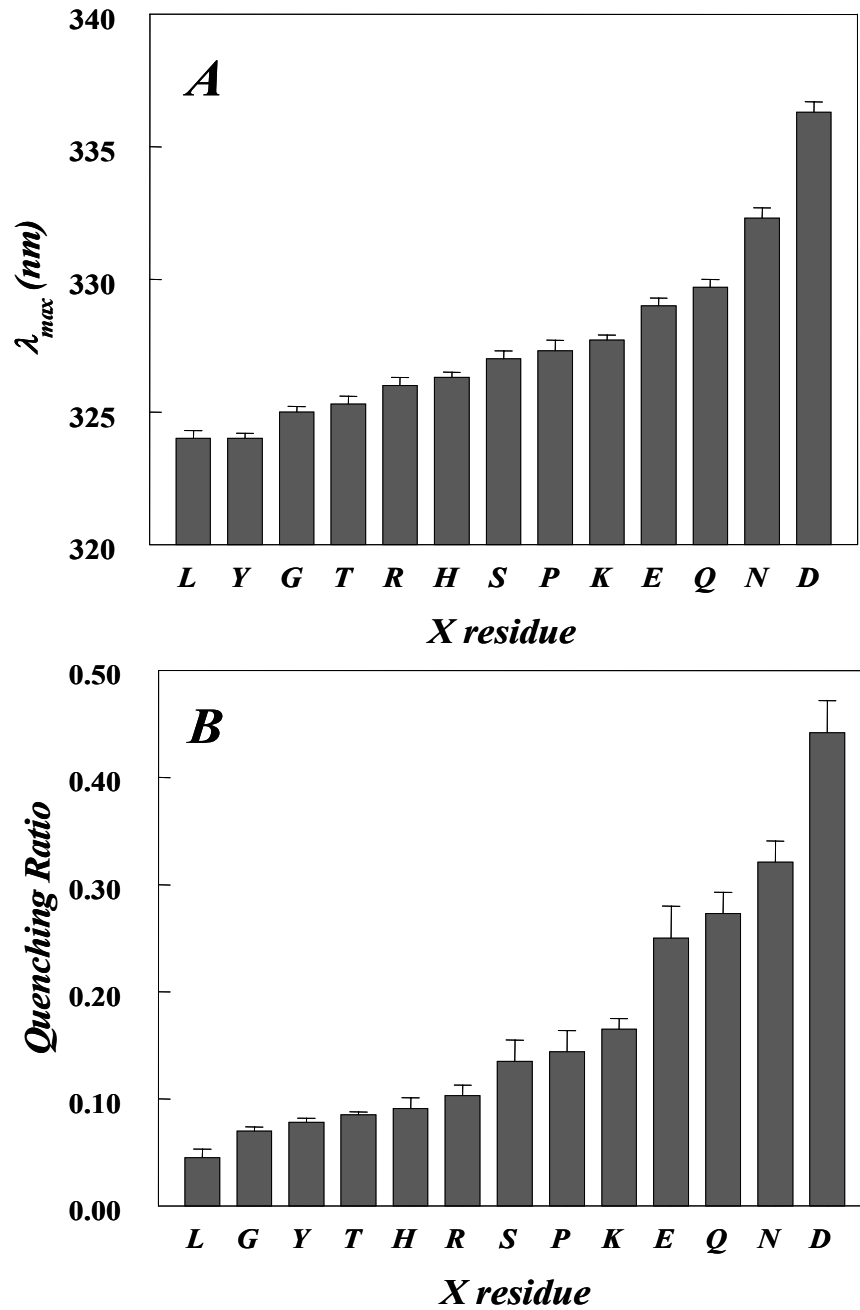 340
A
335
330
325
320
λmax (nm)
L Y G T R H S P K E Q N D
X residue
0.50
B
0.40
0.30
0.20
0.10
0.00
Quenching Ratio
L G Y T H R S P K E Q N D
X residue